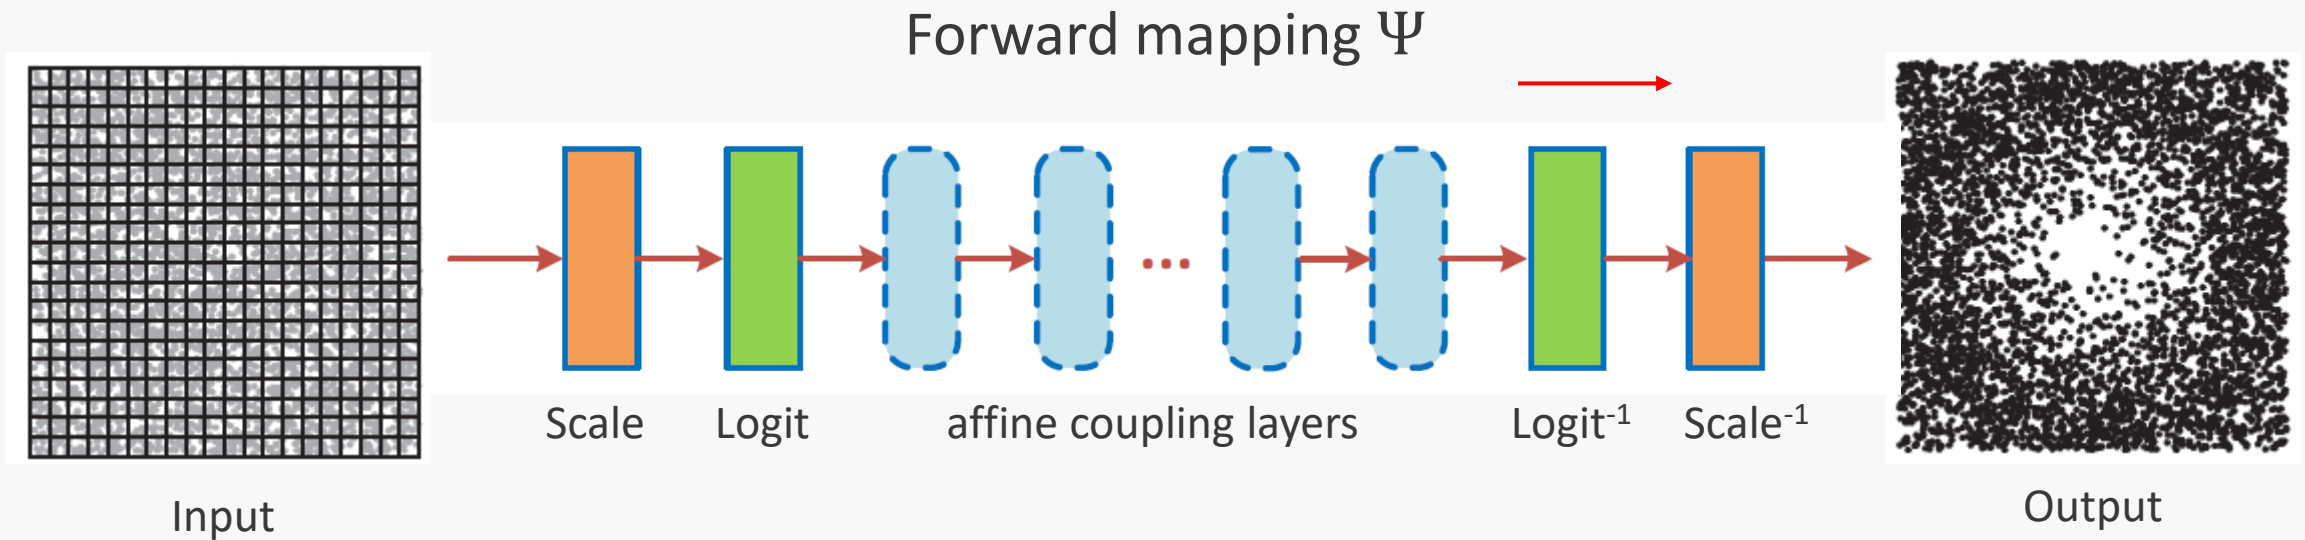 Forward mapping Ψ
Scale
Logit
affine coupling layers
Logit⁻¹
Scale⁻¹
Input
Output